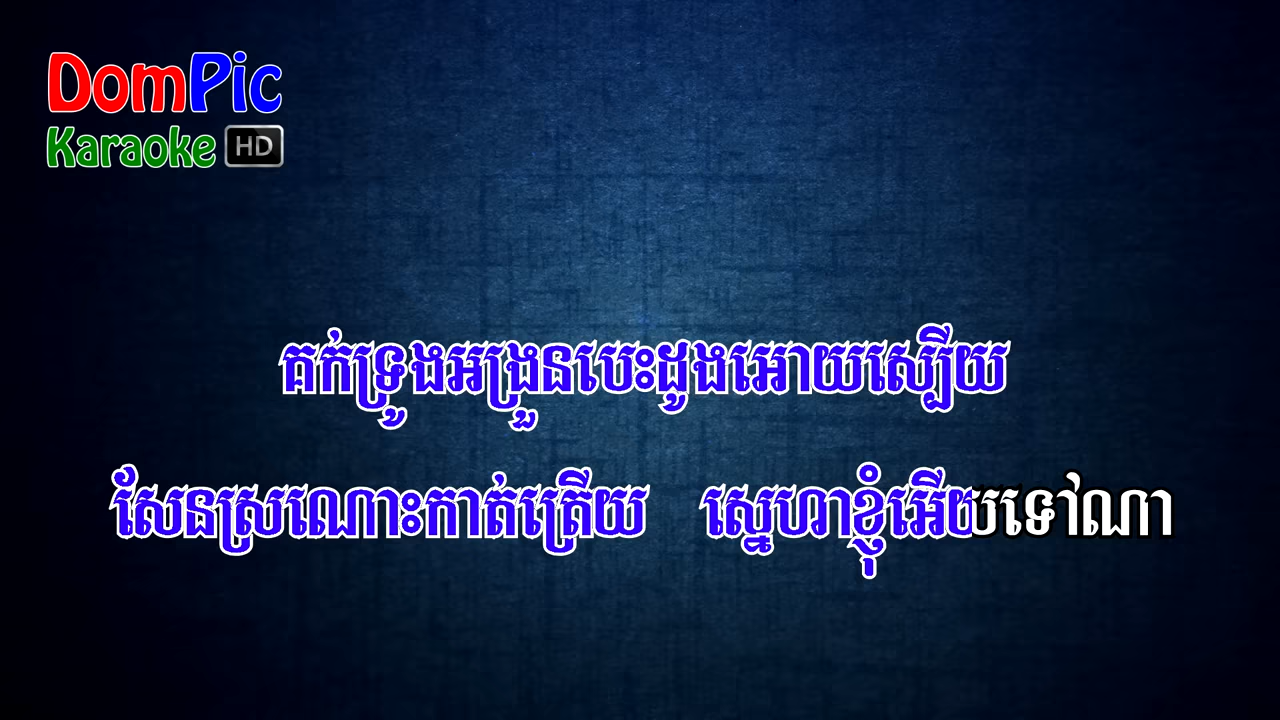 DomPic
Karaoke HD
គក់ទ្រូងអង្រួនបេះដូងអោយស្បើយ
សែនស្រណោះកាត់ត្រើយ ស្នេហាខ្ញុំអើយទៅណា